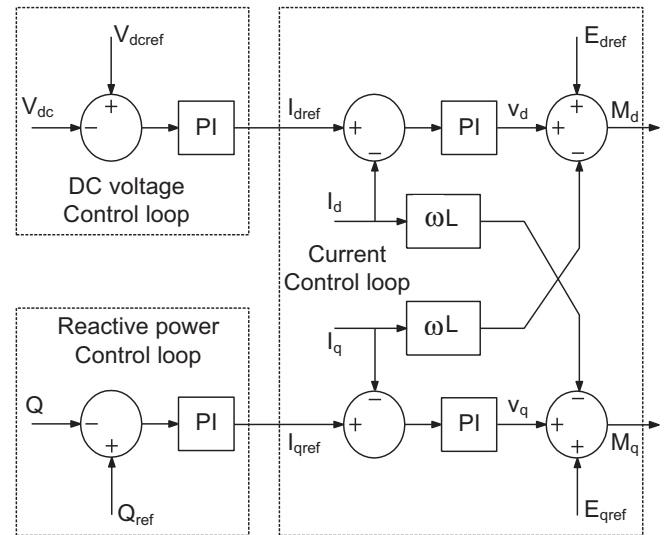 V_dcref
E_dref
V_dc
+
−
PI
I_dref
+
−
PI
v_d
+
+
−
M_d
DC voltage
Control loop
I_d
ωL
Current
Control loop
Reactive power
Control loop
I_q
ωL
Q
−
+
PI
I_qref
−
+
PI
v_q
−
+
+
M_q
Q_ref
E_qref